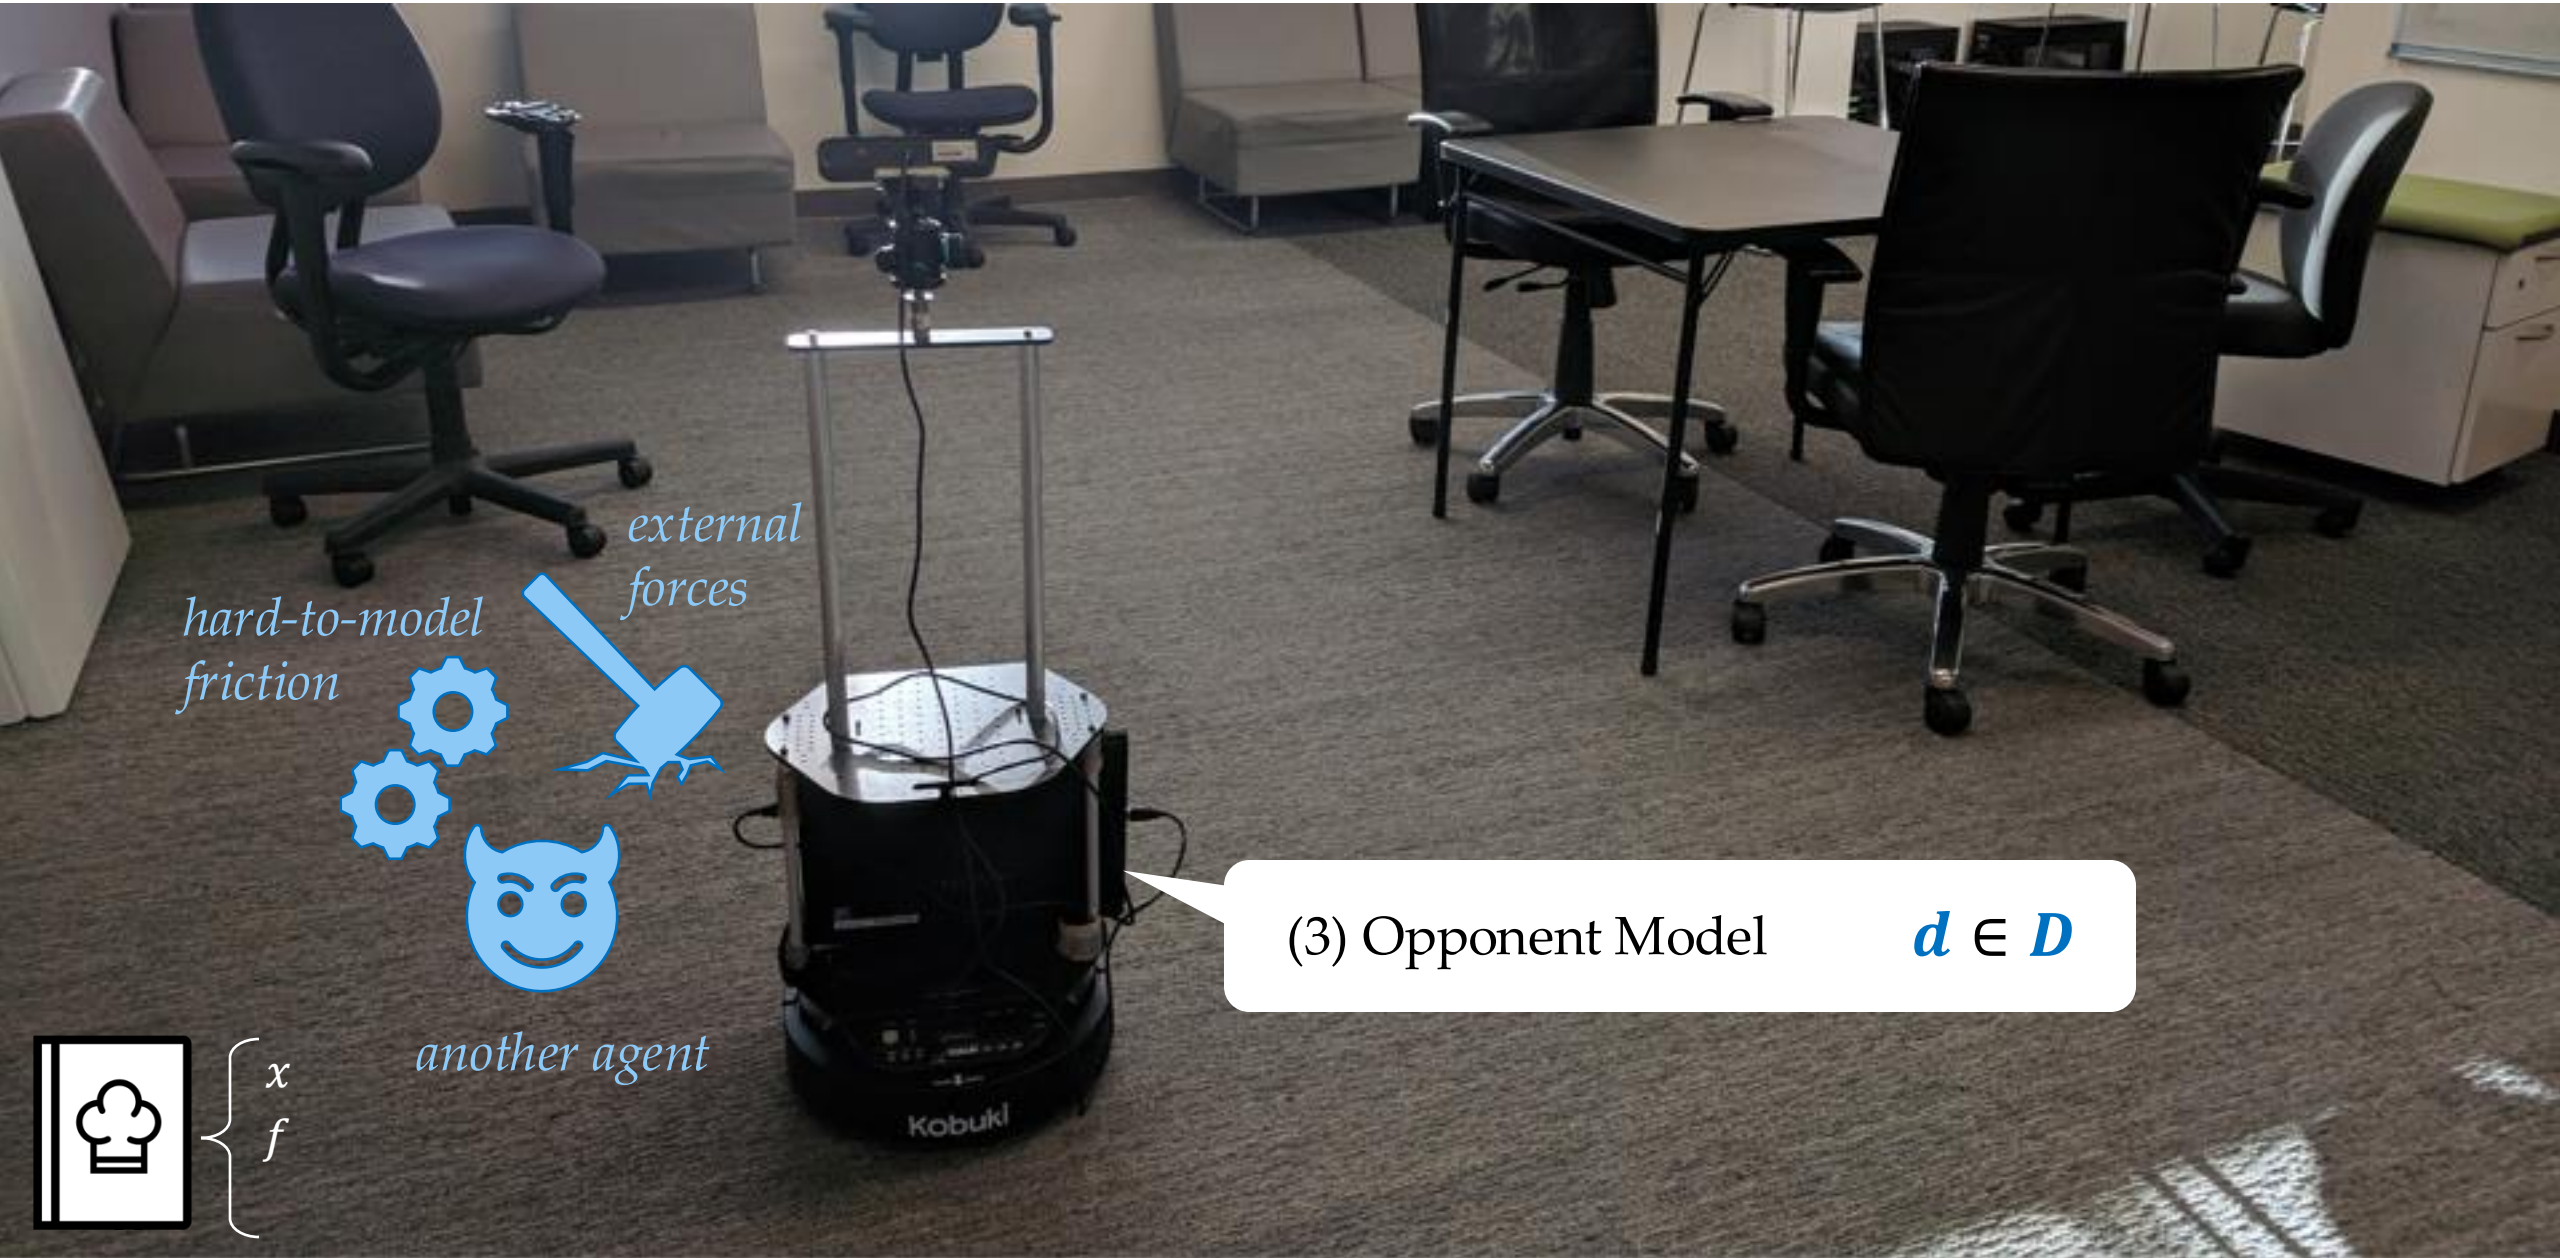 external
forces
hard-to-model
friction
(3) Opponent Model d ∈ D
another agent
x
f
Kobuki